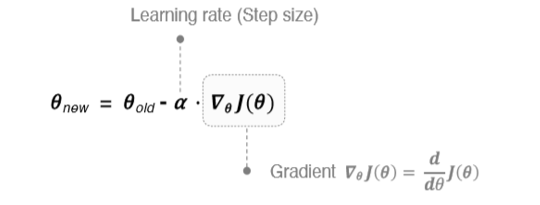 Learning rate (Step size)
θnew = θold - α · ∇θJ(θ)
Gradient ∇θJ(θ) = d/dθ J(θ)